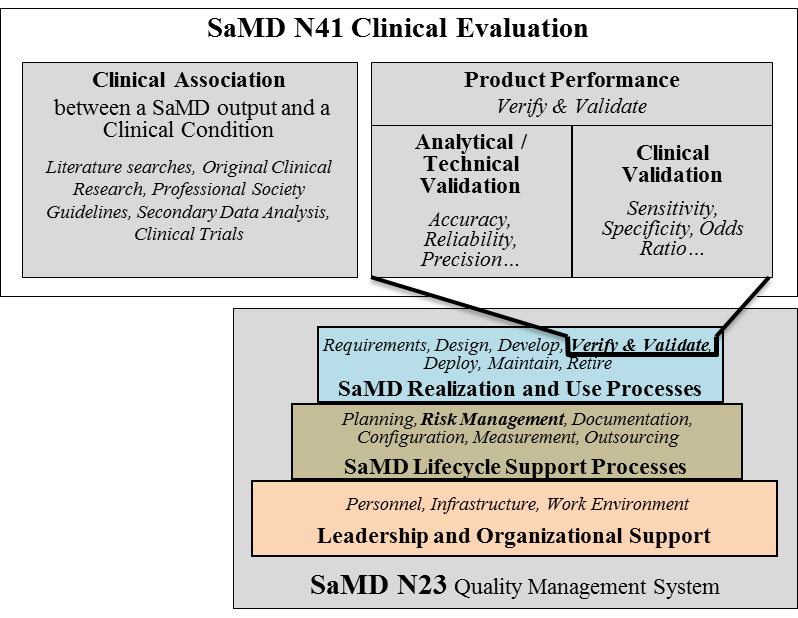 SaMD N41 Clinical Evaluation
Clinical Association
between a SaMD output and a
Clinical Condition
Literature searches, Original Clinical
Research, Professional Society
Guidelines, Secondary Data Analysis,
Clinical Trials
Product Performance
Verify & Validate
Analytical /
Technical
Validation
Accuracy,
Reliability,
Precision…
Clinical
Validation
Sensitivity,
Specificity, Odds
Ratio…
Requirements, Design, Develop, Verify & Validate,
Deploy, Maintain, Retire
SaMD Realization and Use Processes
Planning, Risk Management, Documentation,
Configuration, Measurement, Outsourcing
SaMD Lifecycle Support Processes
Personnel, Infrastructure, Work Environment
Leadership and Organizational Support
SaMD N23 Quality Management System